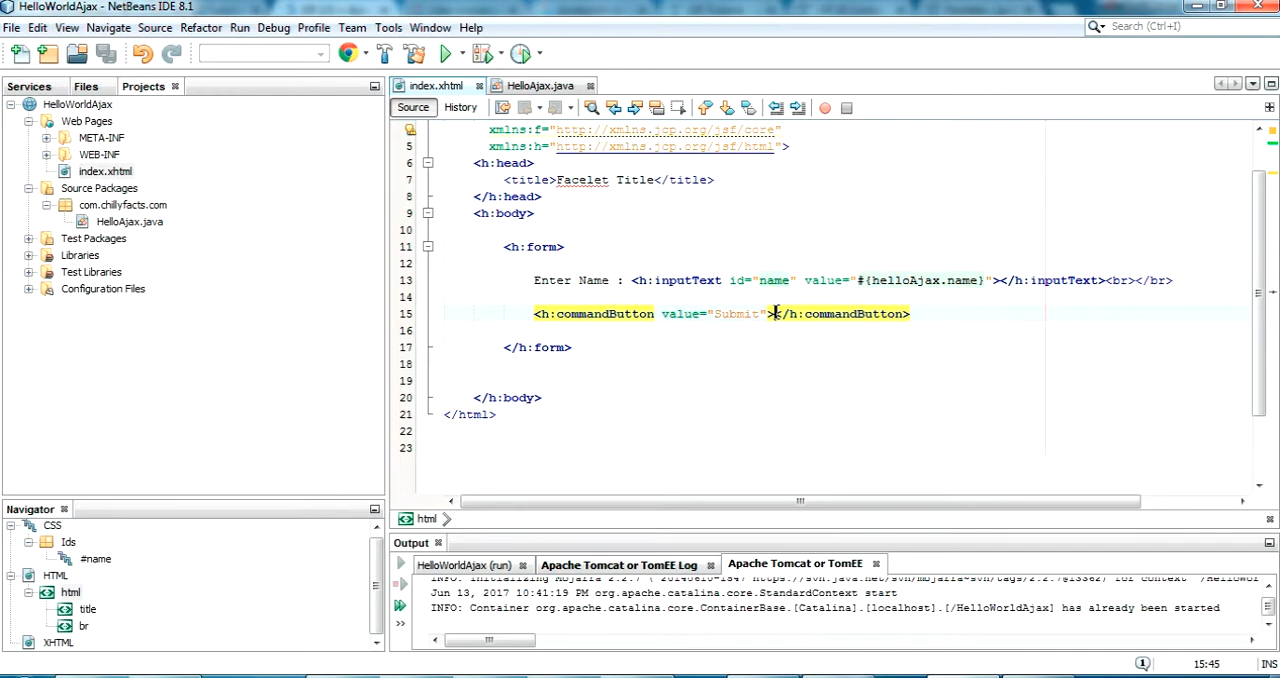 HelloWorldAjax - NetBeans IDE 8.1
File Edit View Navigate Source Refactor Run Debug Profile Team Tools Window Help
Search (Ctrl+I)
Services Files Projects
HelloWorldAjax
Web Pages
META-INF
WEB-INF
index.xhtml
Source Packages
com.chillyfacts.com
HelloAjax.java
Test Packages
Libraries
Test Libraries
Configuration Files
index.xhtml HelloAjax.java
Source History
xmlns:f="http://xmlns.jcp.org/jsf/core"
5 xmlns:h="http://xmlns.jcp.org/jsf/html">
6 <h:head>
7 <title>Facelet Title</title>
8 </h:head>
9 <h:body>
10
11 <h:form>
12
13 Enter Name : <h:inputText id="name" value="#{helloAjax.name}"></h:inputText><br></br>
14
15 <h:commandButton value="Submit"></h:commandButton>
16
17 </h:form>
18
19
20 </h:body>
21 </html>
22
23
html
Navigator
CSS
Ids
#name
HTML
html
title
br
XHTML
Output
HelloWorldAjax (run) Apache Tomcat or TomEE Log Apache Tomcat or TomEE
Jun 13, 2017 10:41:19 PM org.apache.catalina.core.StandardContext start
INFO: Container org.apache.catalina.core.ContainerBase.[Catalina].[localhost].[/HelloWorldAjax] has already been started
1 15:45 INS